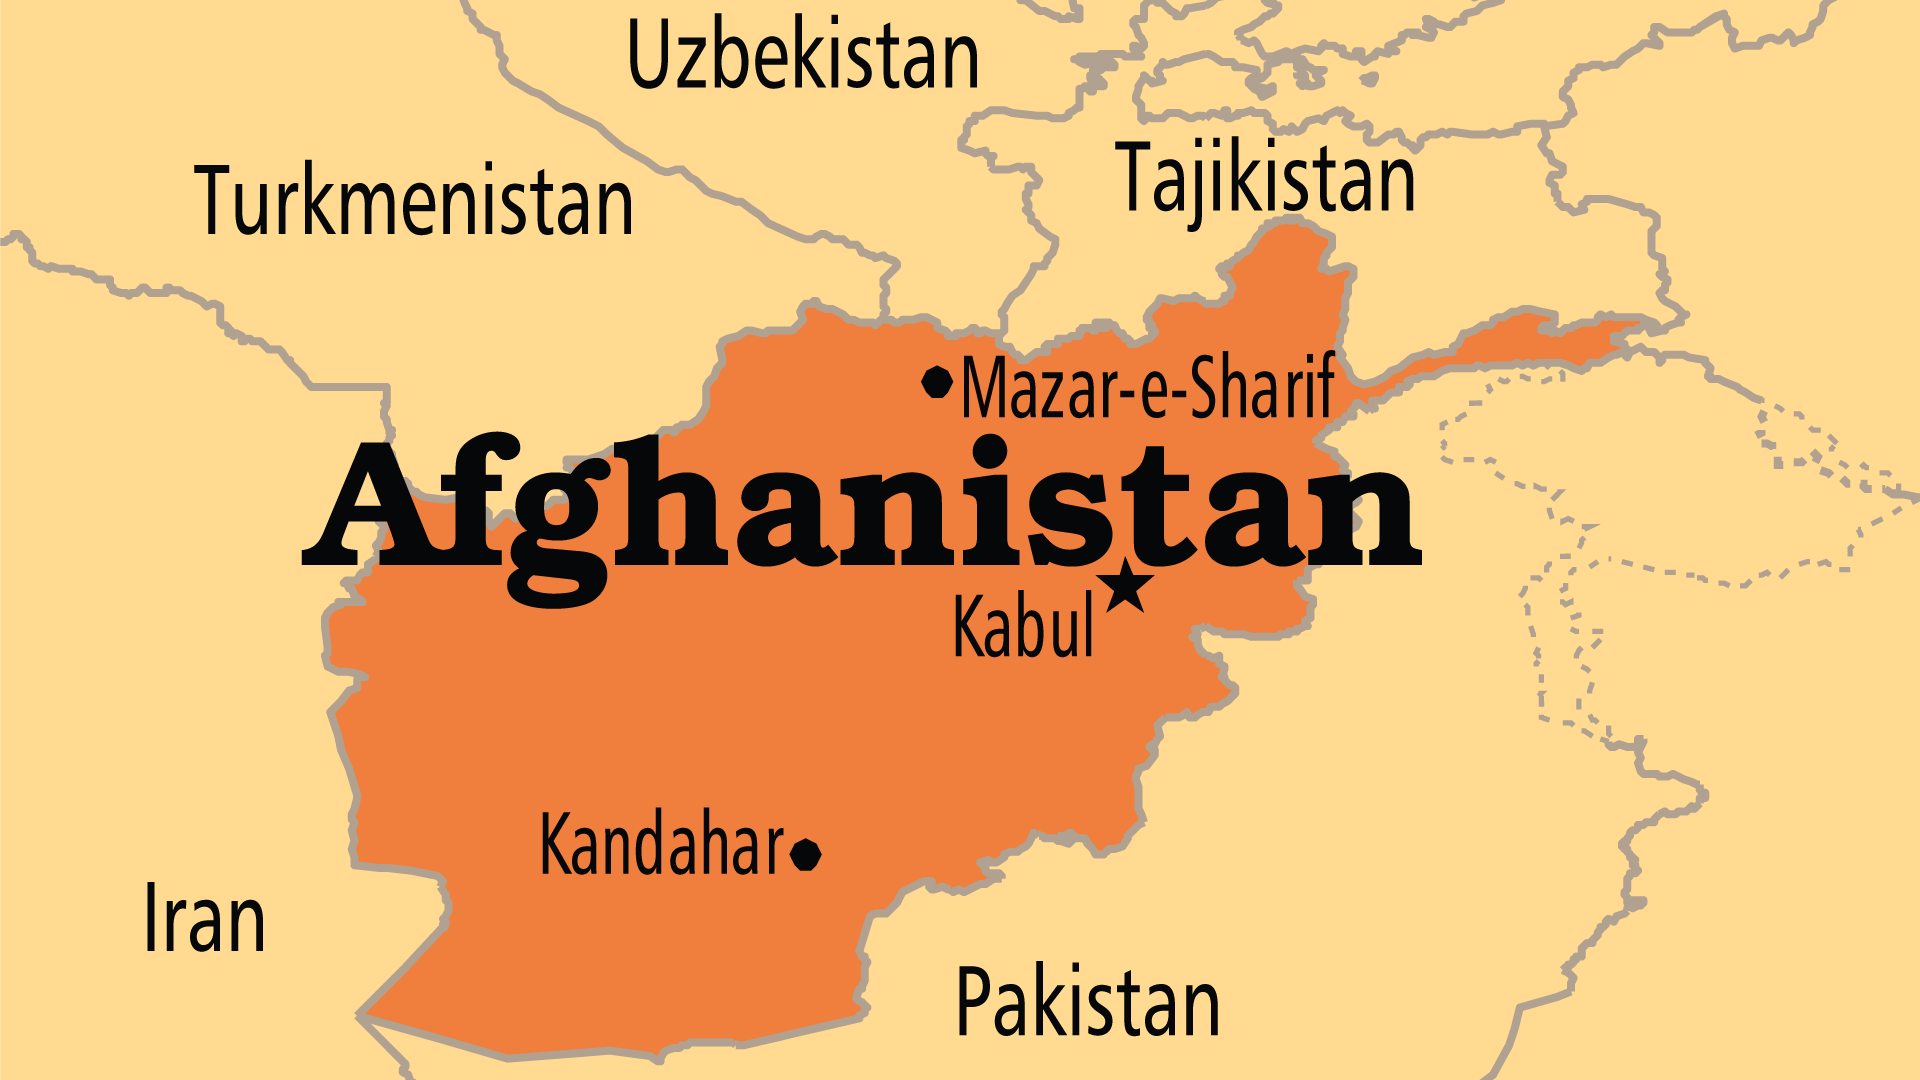 Uzbekistan
Tajikistan
Turkmenistan
Mazar-e-Sharif
Afghanistan
Kabul
Kandahar
Iran
Pakistan